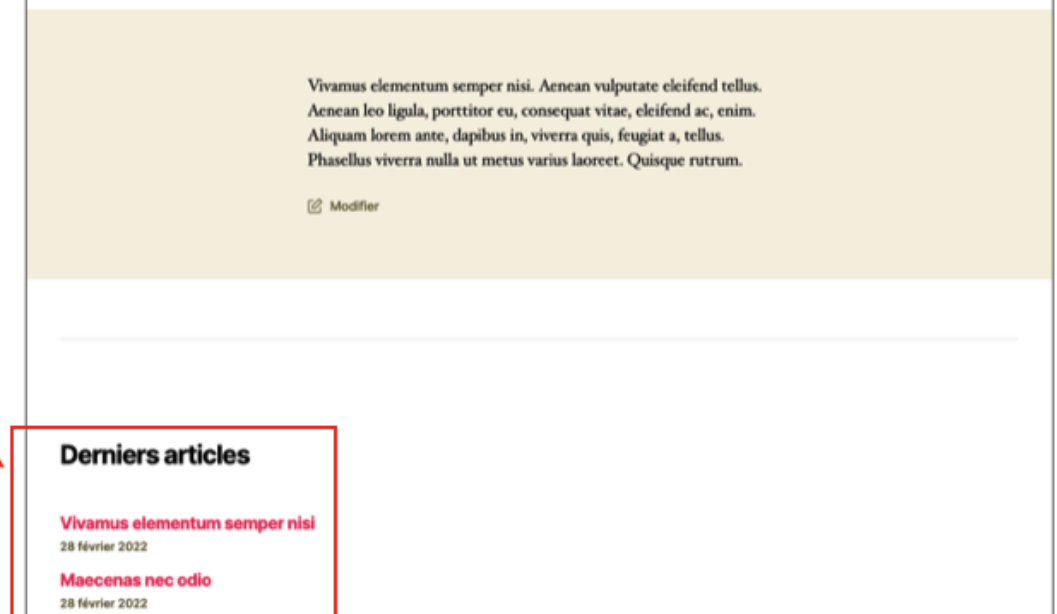 Vivamus elementum semper nisi. Aenean vulputate eleifend tellus.
Aenean leo ligula, porttitor eu, consequat vitae, eleifend ac, enim.
Aliquam lorem ante, dapibus in, viverra quis, feugiat a, tellus.
Phasellus viverra nulla ut metus varius laoreet. Quisque rutrum.
Modifier
Derniers articles
Vivamus elementum semper nisi
28 février 2022
Maecenas nec odio
28 février 2022